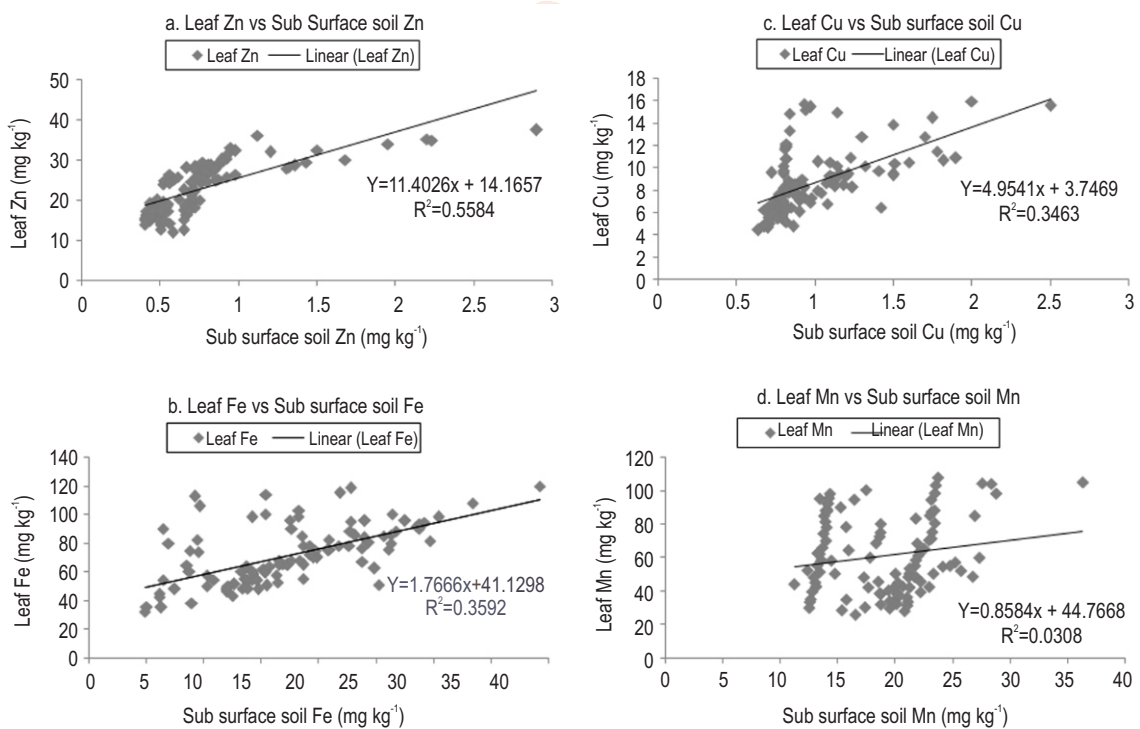 a. Leaf Zn vs Sub Surface soil Zn
Leaf Zn Linear (Leaf Zn)
Leaf Zn (mg kg⁻¹)
50
40
30
20
10
0
Y=11.4026x + 14.1657
R²=0.5584
0 0.5 1 1.5 2 2.5 3
Sub surface soil Zn (mg kg⁻¹)
c. Leaf Cu vs Sub Surface soil Cu
Leaf Cu Linear (Leaf Cu)
Leaf Cu (mg kg⁻¹)
18
16
14
12
10
8
6
4
2
0
Y=4.9541x + 3.7469
R²=0.3463
0 0.5 1 1.5 2 2.5 3
Sub surface soil Cu (mg kg⁻¹)
b. Leaf Fe vs Sub surface soil Fe
Leaf Fe Linear (Leaf Fe)
Leaf Fe (mg kg⁻¹)
140
120
100
80
60
40
20
0
Y=1.7666x+41.1298
R²=0.3592
0 5 10 15 20 15 30 35 40
Sub surface soil Fe (mg kg⁻¹)
d. Leaf Mn vs Sub surface soil Mn
Leaf Mn Linear (Leaf Mn)
Leaf Mn (mg kg⁻¹)
120
100
80
60
40
20
0
Y=0.8584x + 44.7668
R²=0.0308
0 5 10 15 20 25 30 35 40
Sub surface soil Mn (mg kg⁻¹)